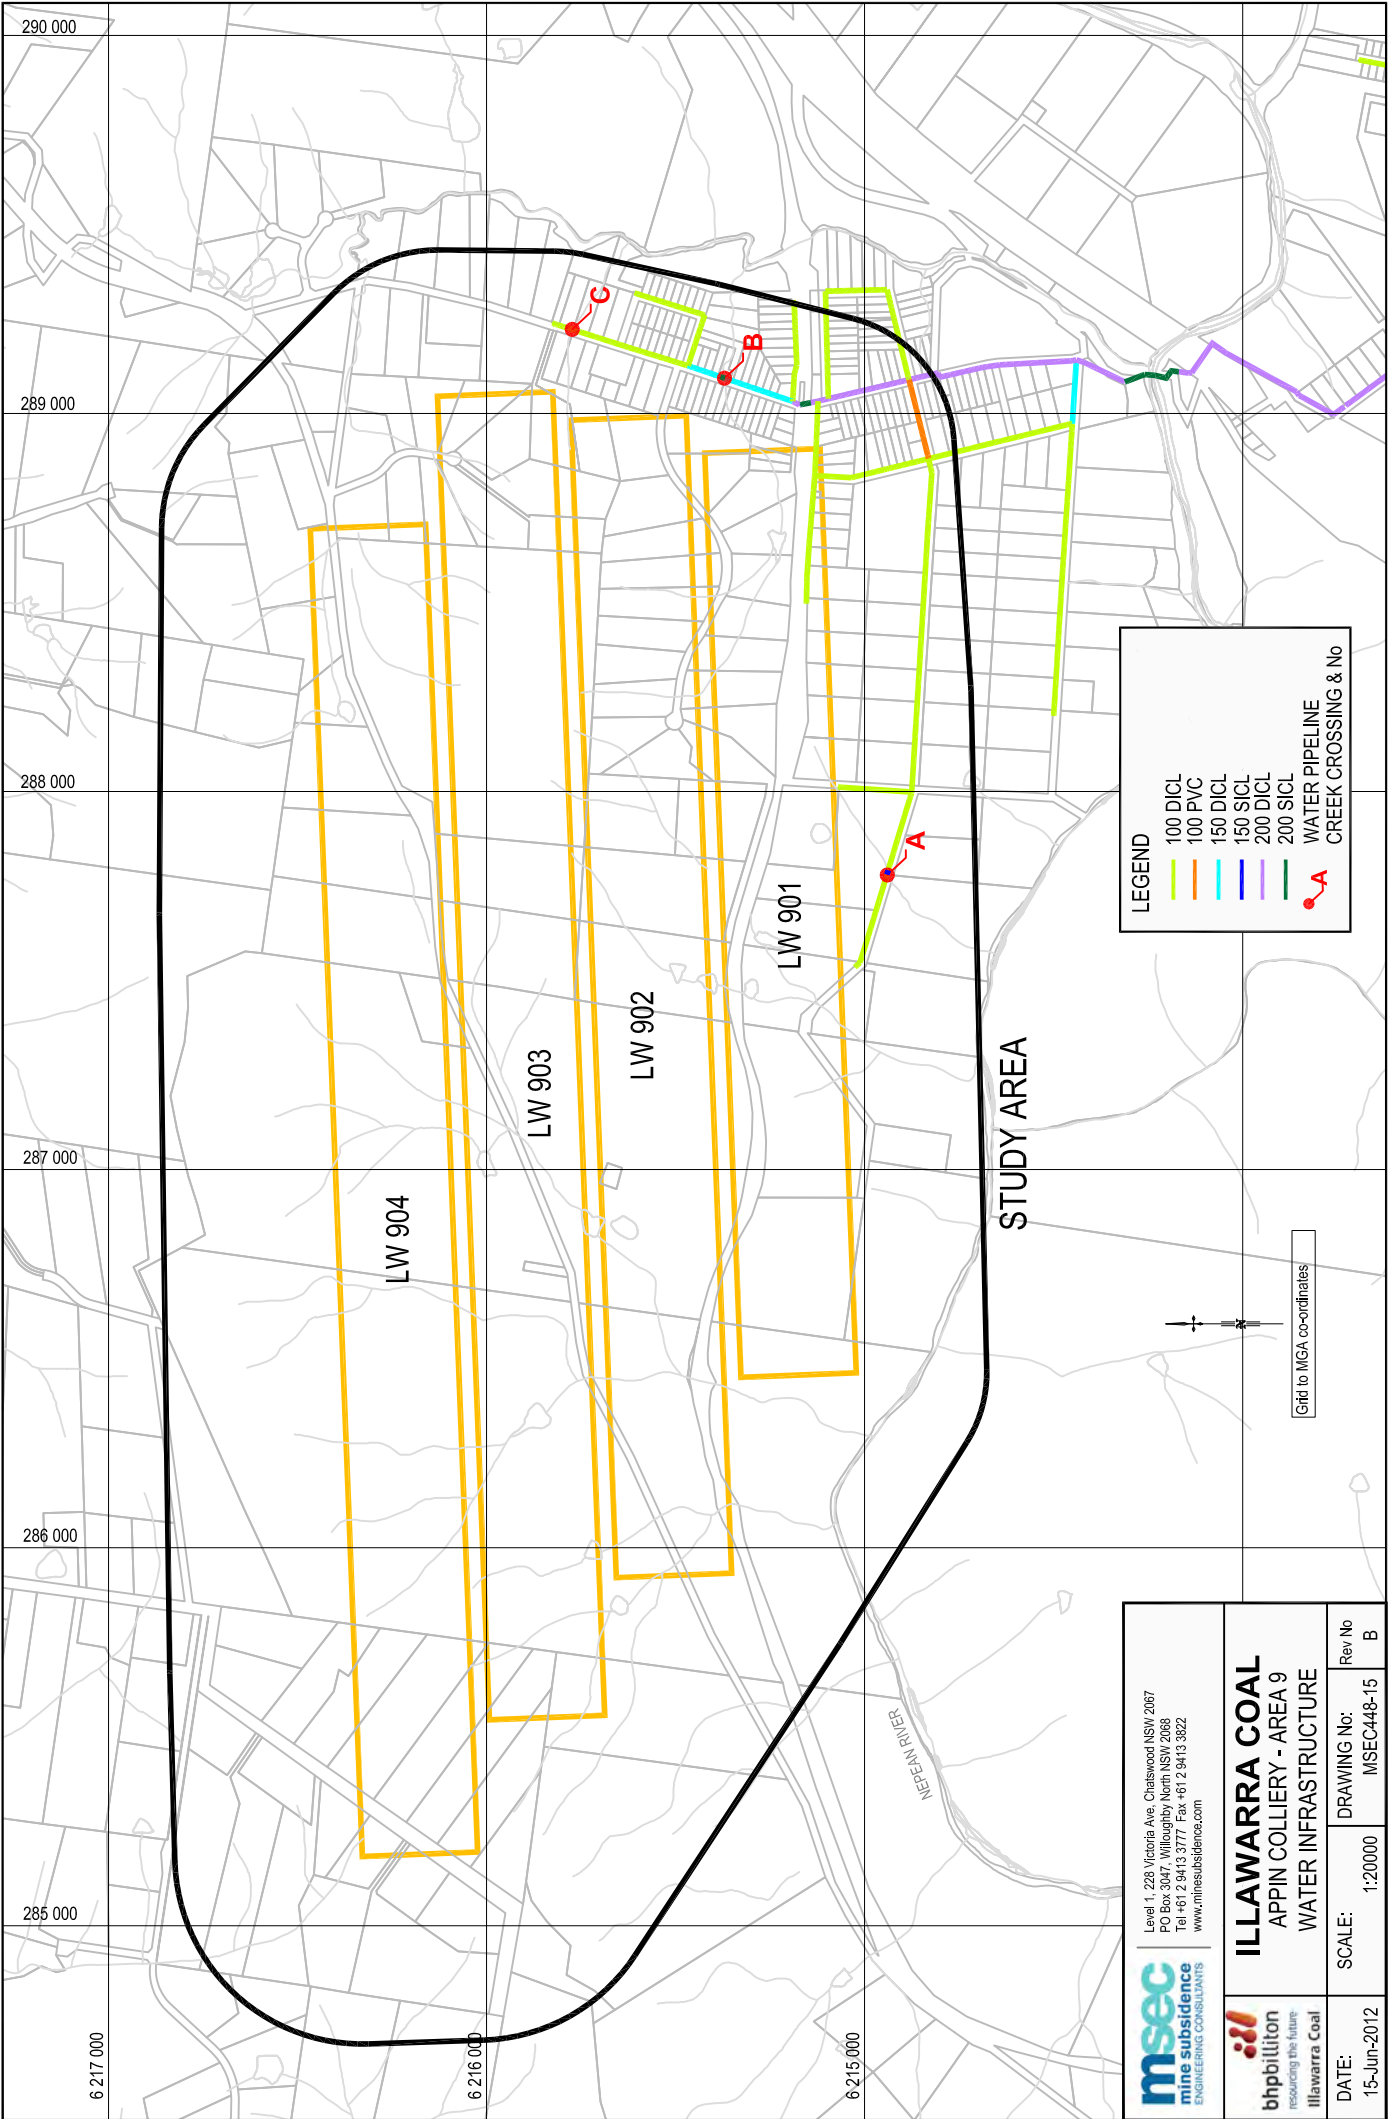 285 000
286 000
287 000
288 000
289 000
290 000
6 217 000
6 216 000
6 215 000
LW 904
LW 903
LW 902
LW 901
STUDY AREA
NEPEAN RIVER
A
B
C
LEGEND
100 DICL
100 PVC
150 DICL
150 SICL
200 DICL
200 SICL
A
WATER PIPELINE
CREEK CROSSING & No
N
Grid to MGA co-ordinates
msec
mine subsidence
ENGINEERING CONSULTANTS
Level 1, 228 Victoria Ave, Chatswood NSW 2067
PO Box 3047, Willoughby North NSW 2068
Tel +61 2 9413 3777 Fax +61 2 9413 3822
www.minesubsidence.com
bhpbilliton
resourcing the future
Illawarra Coal
ILLAWARRA COAL
APPIN COLLIERY - AREA 9
WATER INFRASTRUCTURE
DATE:
15-Jun-2012
SCALE:
1:20000
DRAWING No:
MSEC448-15
Rev No
B